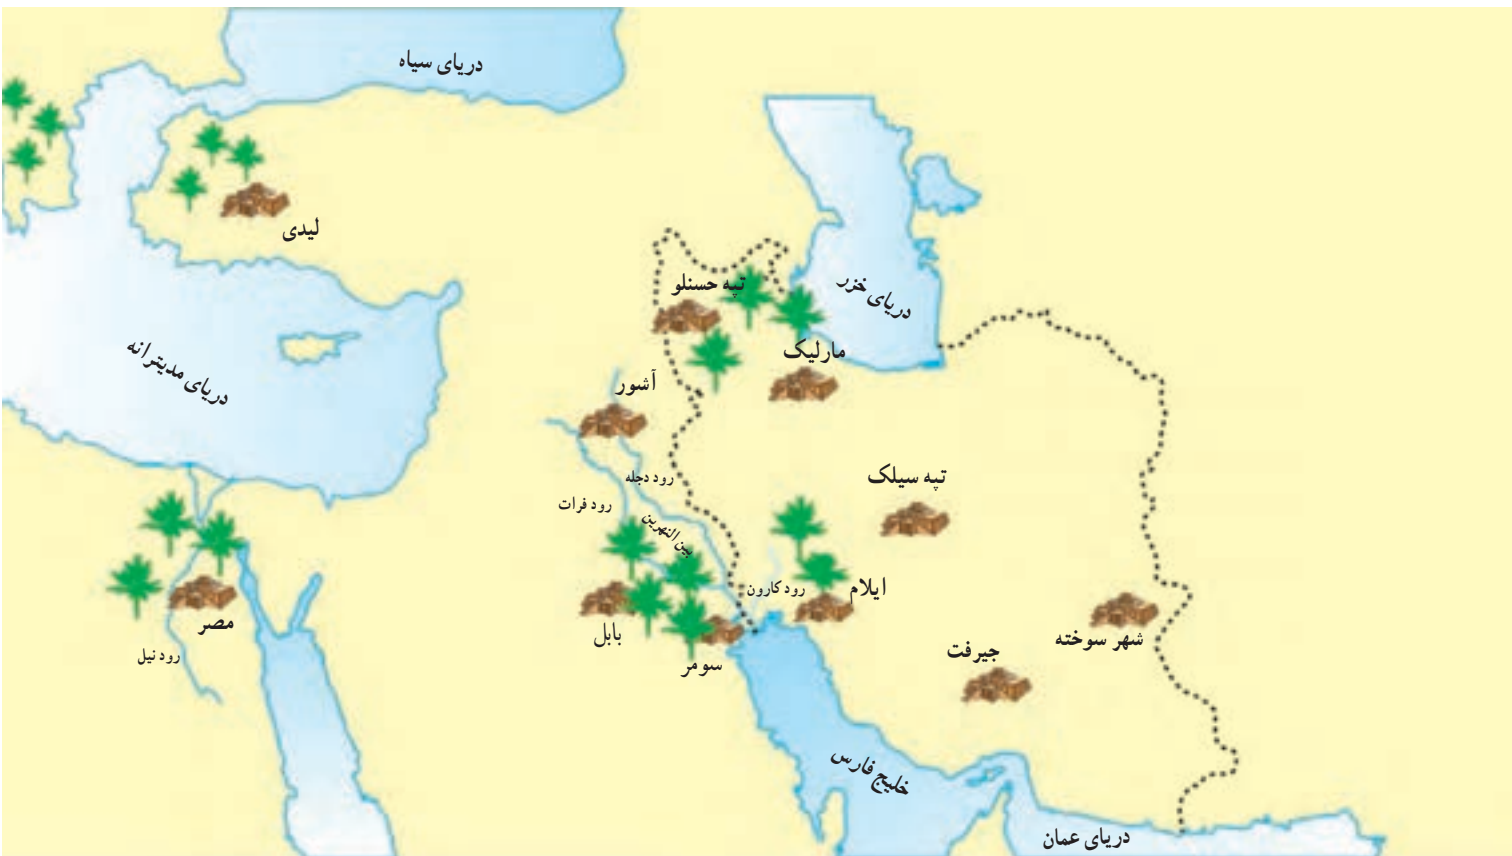 دریای سیاه
لیدی
تپه حسنلو
دریای خزر
مارلیک
دریای مدیترانه
آشور
تپه سیلک
رود دجله
رود فرات
بین النهرین
رود کارون
ایلام
شهر سوخته
بابل
مصر
جیرفت
رود نیل
سومر
خلیج فارس
دریای عمان